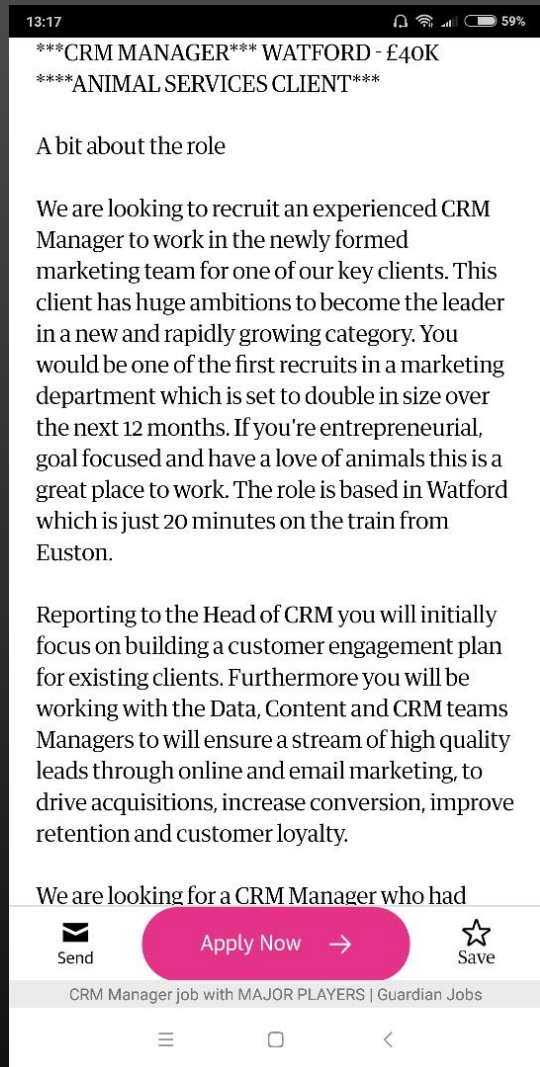 13:17
59%
***CRM MANAGER*** WATFORD - £40K
****ANIMAL SERVICES CLIENT***
A bit about the role
We are looking to recruit an experienced CRM
Manager to work in the newly formed
marketing team for one of our key clients. This
client has huge ambitions to become the leader
in a new and rapidly growing category. You
would be one of the first recruits in a marketing
department which is set to double in size over
the next 12 months. If you're entrepreneurial,
goal focused and have a love of animals this is a
great place to work. The role is based in Watford
which is just 20 minutes on the train from
Euston.
Reporting to the Head of CRM you will initially
focus on building a customer engagement plan
for existing clients. Furthermore you will be
working with the Data, Content and CRM teams
Managers to will ensure a stream of high quality
leads through online and email marketing, to
drive acquisitions, increase conversion, improve
retention and customer loyalty.
We are looking for a CRM Manager who had
Send
Apply Now →
Save
CRM Manager job with MAJOR PLAYERS | Guardian Jobs